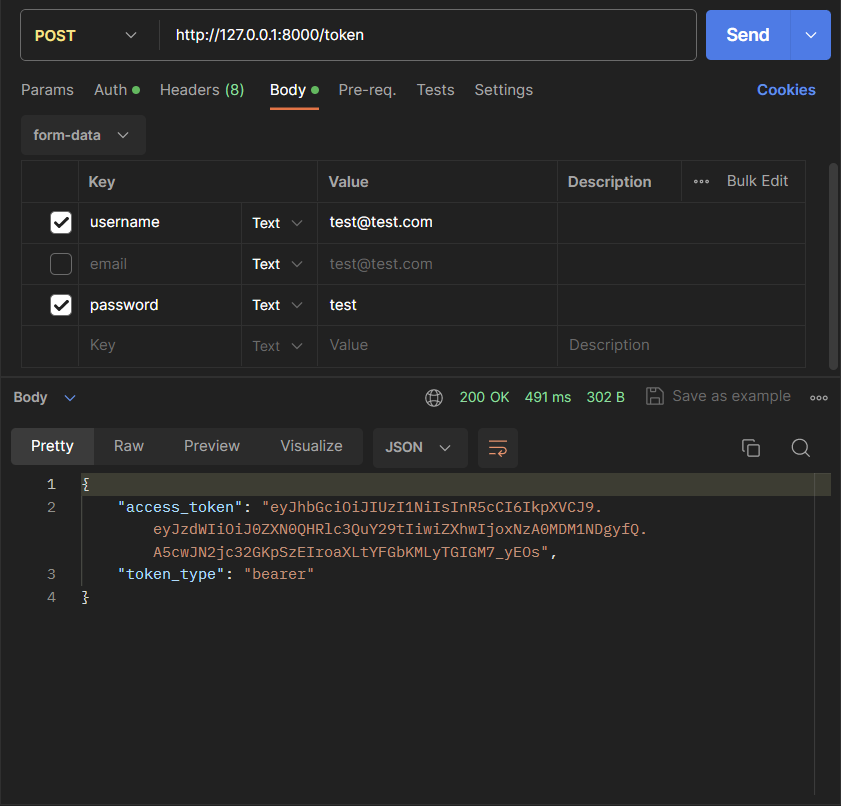 POST http://127.0.0.1:8000/token Send
Params Auth Headers (8) Body Pre-req. Tests Settings Cookies
form-data
Key Value Description Bulk Edit
username Text test@test.com
email Text test@test.com
password Text test
Key Text Value Description
Body 200 OK 491 ms 302 B Save as example
Pretty Raw Preview Visualize JSON
1 {
2 "access_token": "eyJhbGciOiJIUzI1NiIsInR5cCI6IkpXVCJ9.
eyJzdWIiOiJ0ZXN0QHRlc3QuY29tIiwiZXhwIjoxNzA0MDM1NDgyfQ.
A5cwJN2jc32GKpSzEIroaXLtYFGbKMLyTGIGM7_yEOs",
3 "token_type": "bearer"
4 }